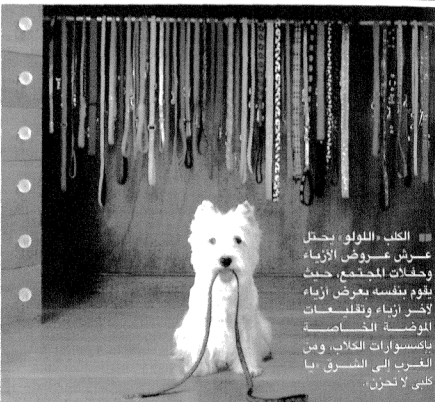 الكلب «اللولو» يحتل
عرش عروض الأزياء
وحفلات المجتمع، حيث
يقوم بنفسه بعرض أزياء
لآخر أزياء وتقليعات
الموضة الخاصة
بإكسسوارات الكلاب، ومن
الغرب إلى الشرق «يا
كلبي لا تحزن».